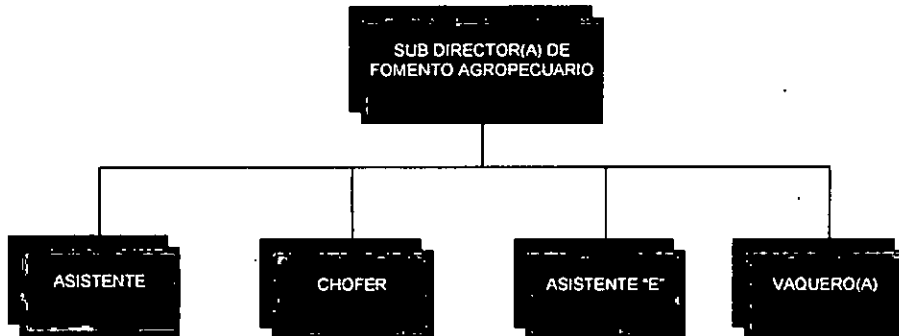 SUB DIRECTOR(A) DE
FOMENTO AGROPECUARIO
ASISTENTE
CHOFER
ASISTENTE "E"
VAQUERO(A)